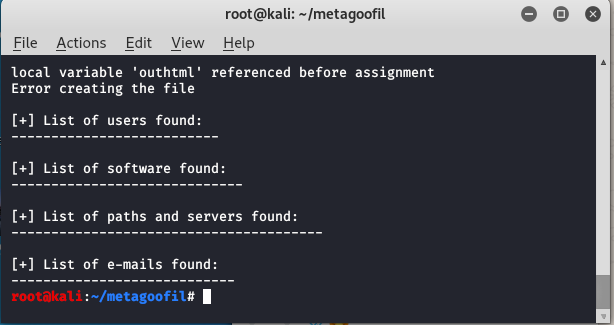 root@kali: ~/metagoofil
File Actions Edit View Help
local variable 'outhtml' referenced before assignment
Error creating the file
[+] List of users found:
--------------------------
[+] List of software found:
-----------------------------
[+] List of paths and servers found:
---------------------------------------
[+] List of e-mails found:
----------------------------
root@kali:~/metagoofil#